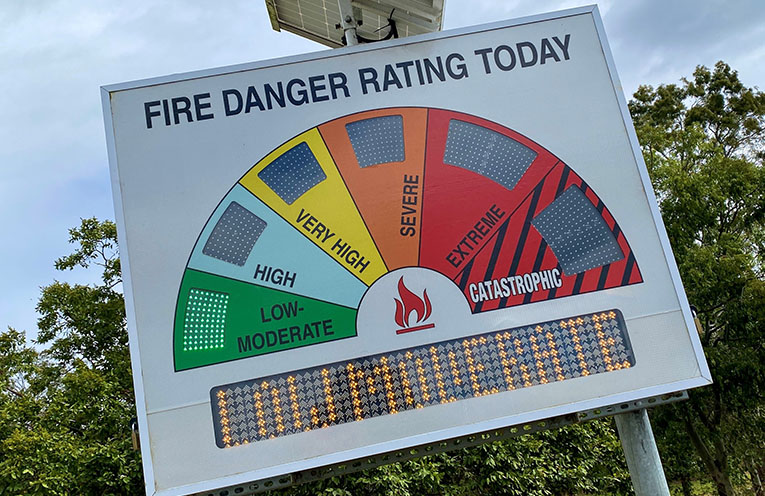 FIRE DANGER RATING TODAY
LOW-
MODERATE
HIGH
VERY HIGH
SEVERE
EXTREME
CATASTROPHIC